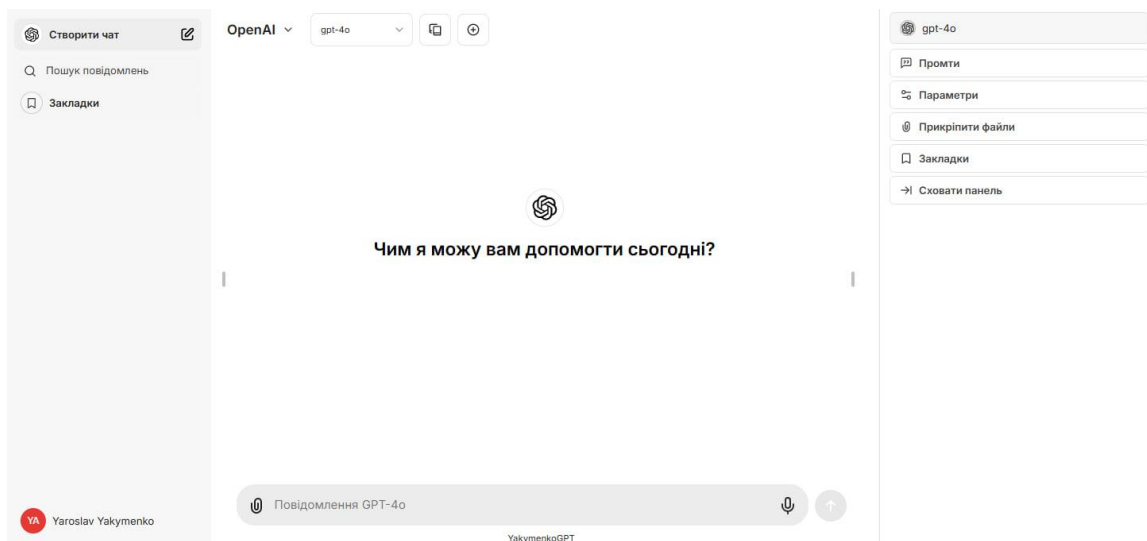 Створити чат
Пошук повідомлень
Закладки
YA Yaroslav Yakymenko
OpenAI
gpt-4o
Чим я можу вам допомогти сьогодні?
Повідомлення GPT-4o
YakymenkoGPT
gpt-4o
Промти
Параметри
Прикріпити файли
Закладки
Сховати панель